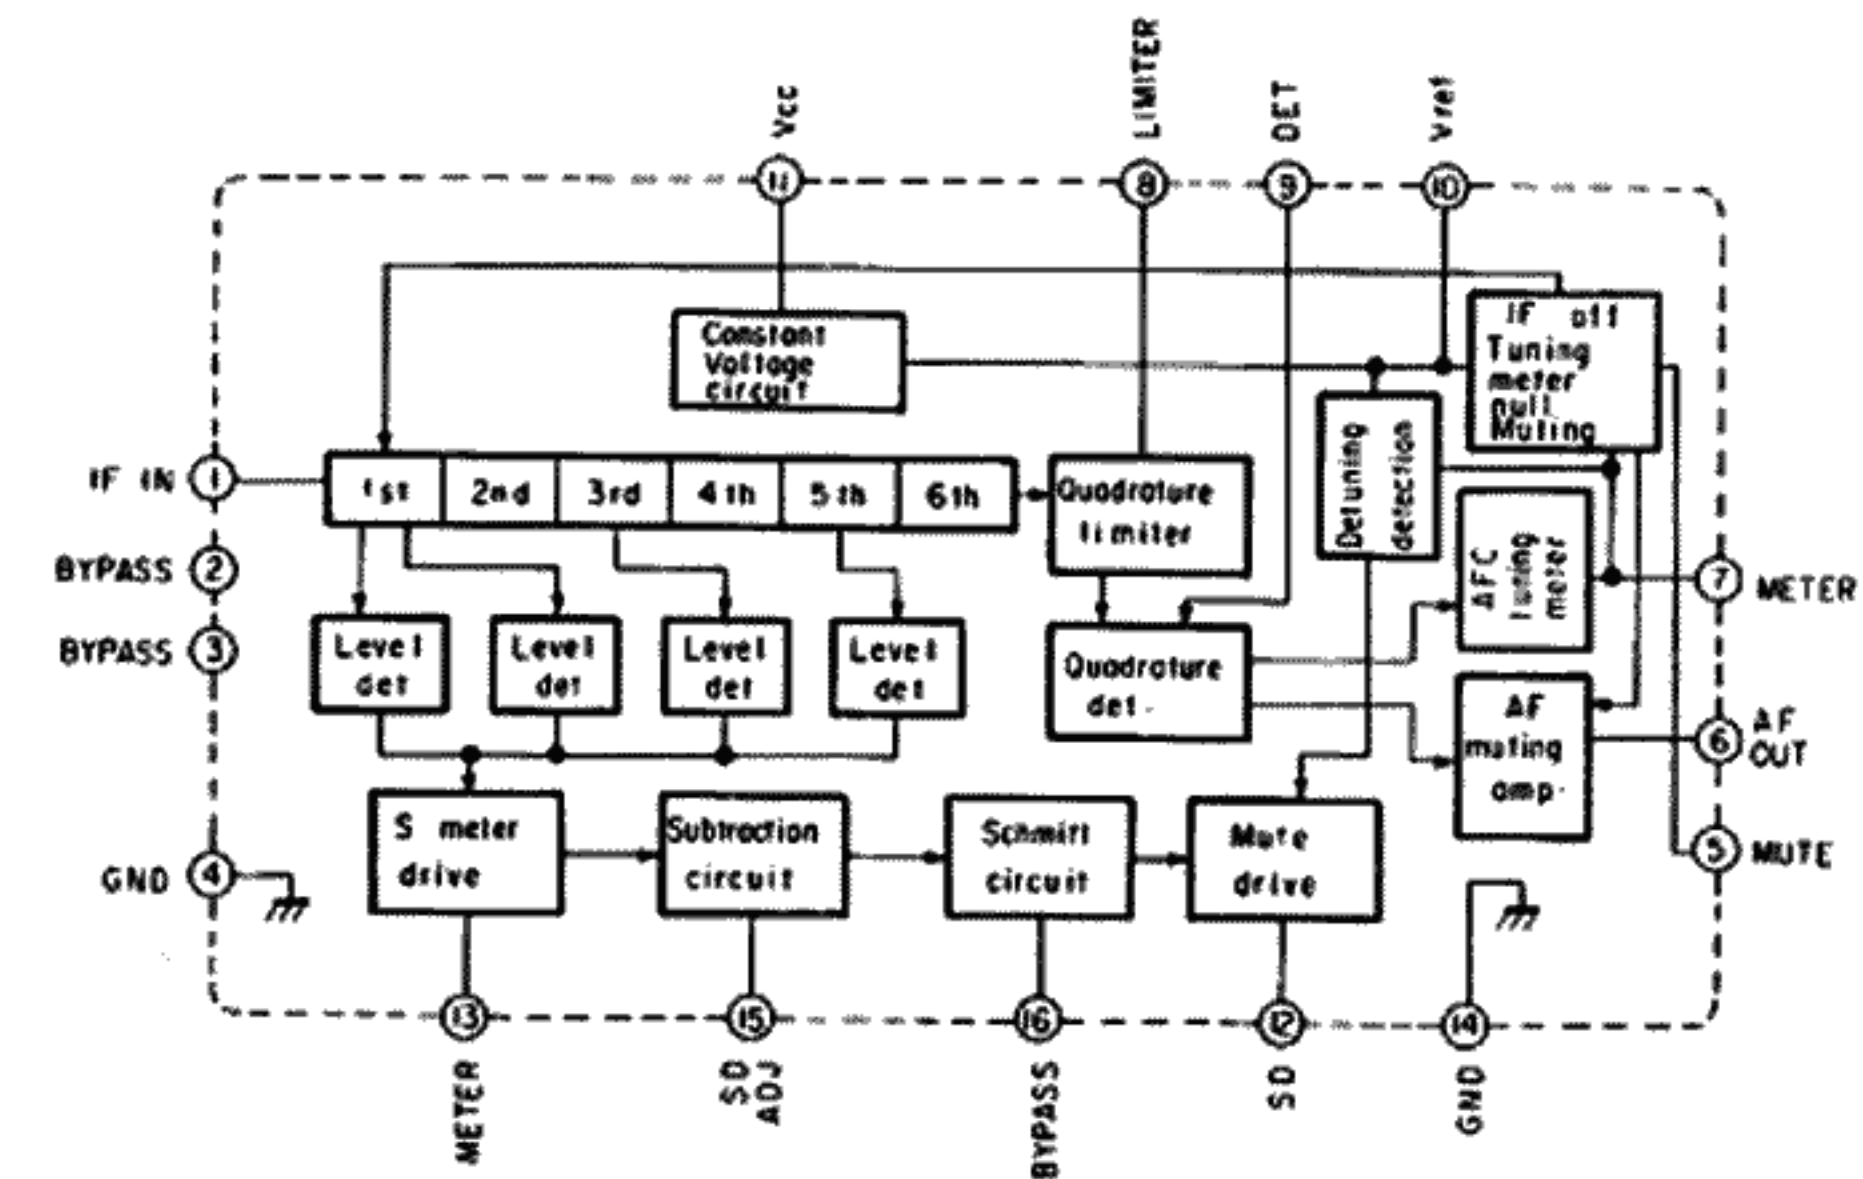 LIMITER
Vcc
DET
Vref
11
8
9
10
IF off
Tuning
meter
null
Muting
Constant
Voltage
circuit
Detuning
detection
IF IN
1
1st
2nd
3rd
4th
5th
6th
Quadrature
limiter
AFC
tuning
meter
BYPASS
2
7
METER
BYPASS
3
Level
det
Level
det
Level
det
Level
det
Quadrature
det.
AF
muting
amp.
6
AF
OUT
GND
4
S meter
drive
Subtraction
circuit
Schmitt
circuit
Mute
drive
5
MUTE
13
15
16
12
14
METER
SD
ADJ
BYPASS
SD
GND